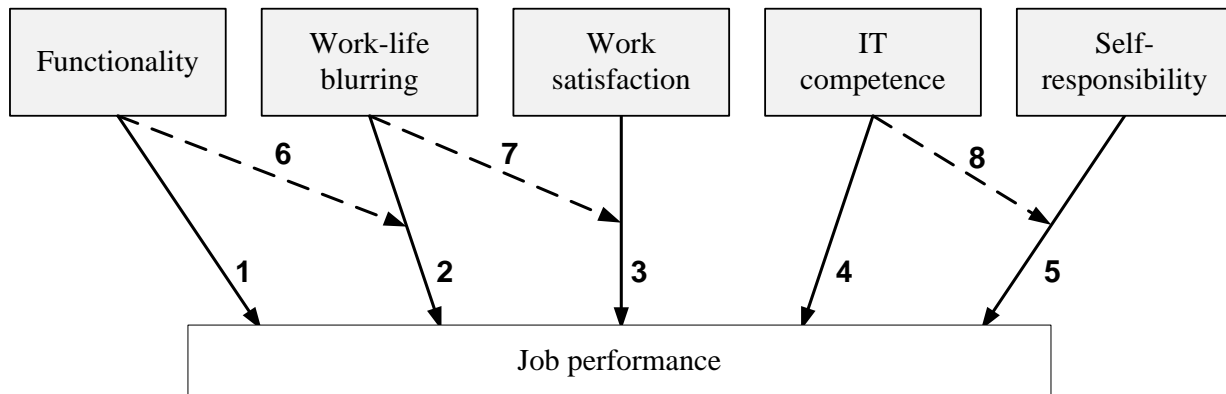 Functionality
Work-life
blurring
Work
satisfaction
IT
competence
Self-
responsibility
6
7
8
1
2
3
4
5
Job performance